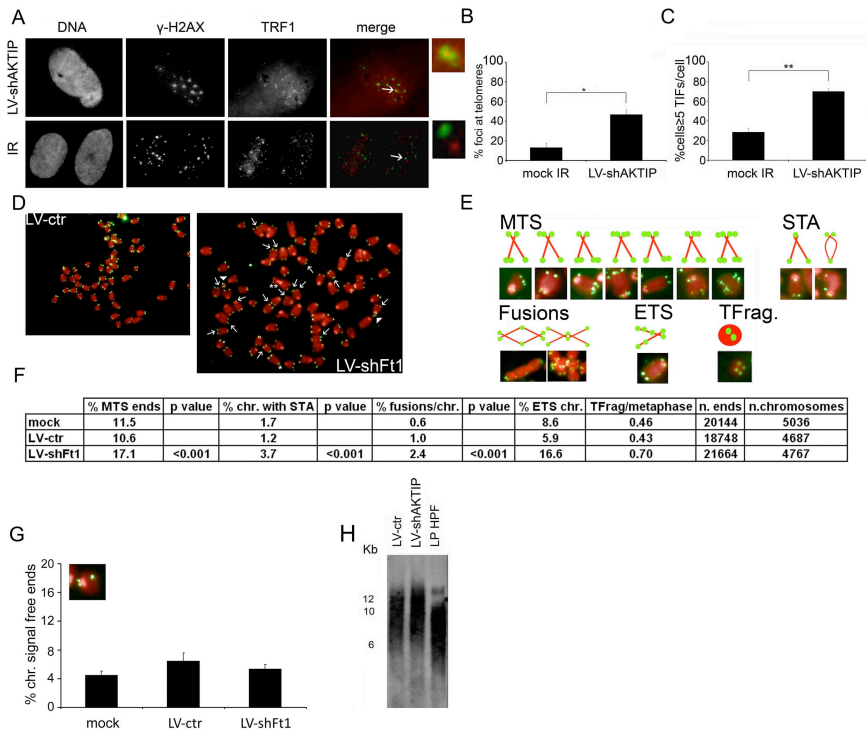 A
DNA
γ-H2AX
TRF1
merge
LV-shAKTIP
IR
B
% foci at telomeres
100
80
60
40
20
0
*
mock IR
LV-shAKTIP
C
%cells≥5 TIFs/cell
100
80
60
40
20
0
**
mock IR
LV-shAKTIP
D
LV-ctr
**
LV-shFt1
E
MTS
STA
Fusions
ETS
TFrag.
F
% MTS ends p value % chr. with STA p value % fusions/chr. p value % ETS chr. TFrag/metaphase n. ends n.chromosomes
mock 11.5 1.7 0.6 8.6 0.46 20144 5036
LV-ctr 10.6 1.2 1.0 5.9 0.43 18748 4687
LV-shFt1 17.1 <0.001 3.7 <0.001 2.4 <0.001 16.6 0.70 21664 4767
G
% chr. signal free ends
20
16
12
8
4
0
mock
LV-ctr
LV-shFt1
H
Kb
LV-ctr
LV-shAKTIP
LP HPF
12
10
6